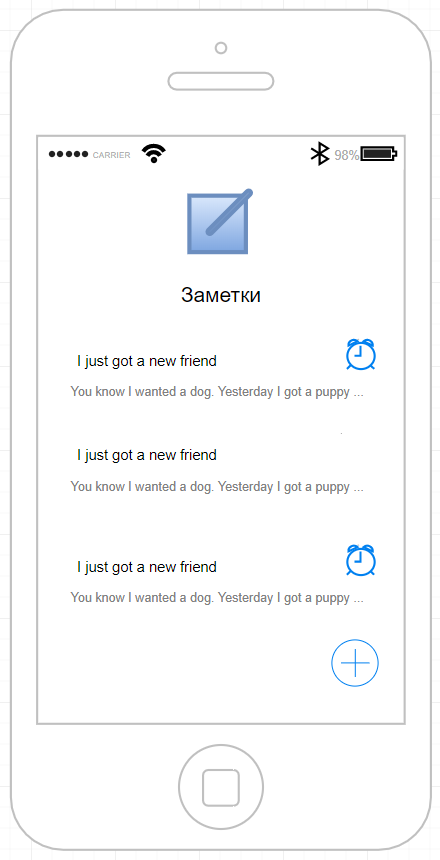 CARRIER 98%
Заметки
I just got a new friend
You know I wanted a dog. Yesterday I got a puppy ...
I just got a new friend
You know I wanted a dog. Yesterday I got a puppy ...
I just got a new friend
You know I wanted a dog. Yesterday I got a puppy ...